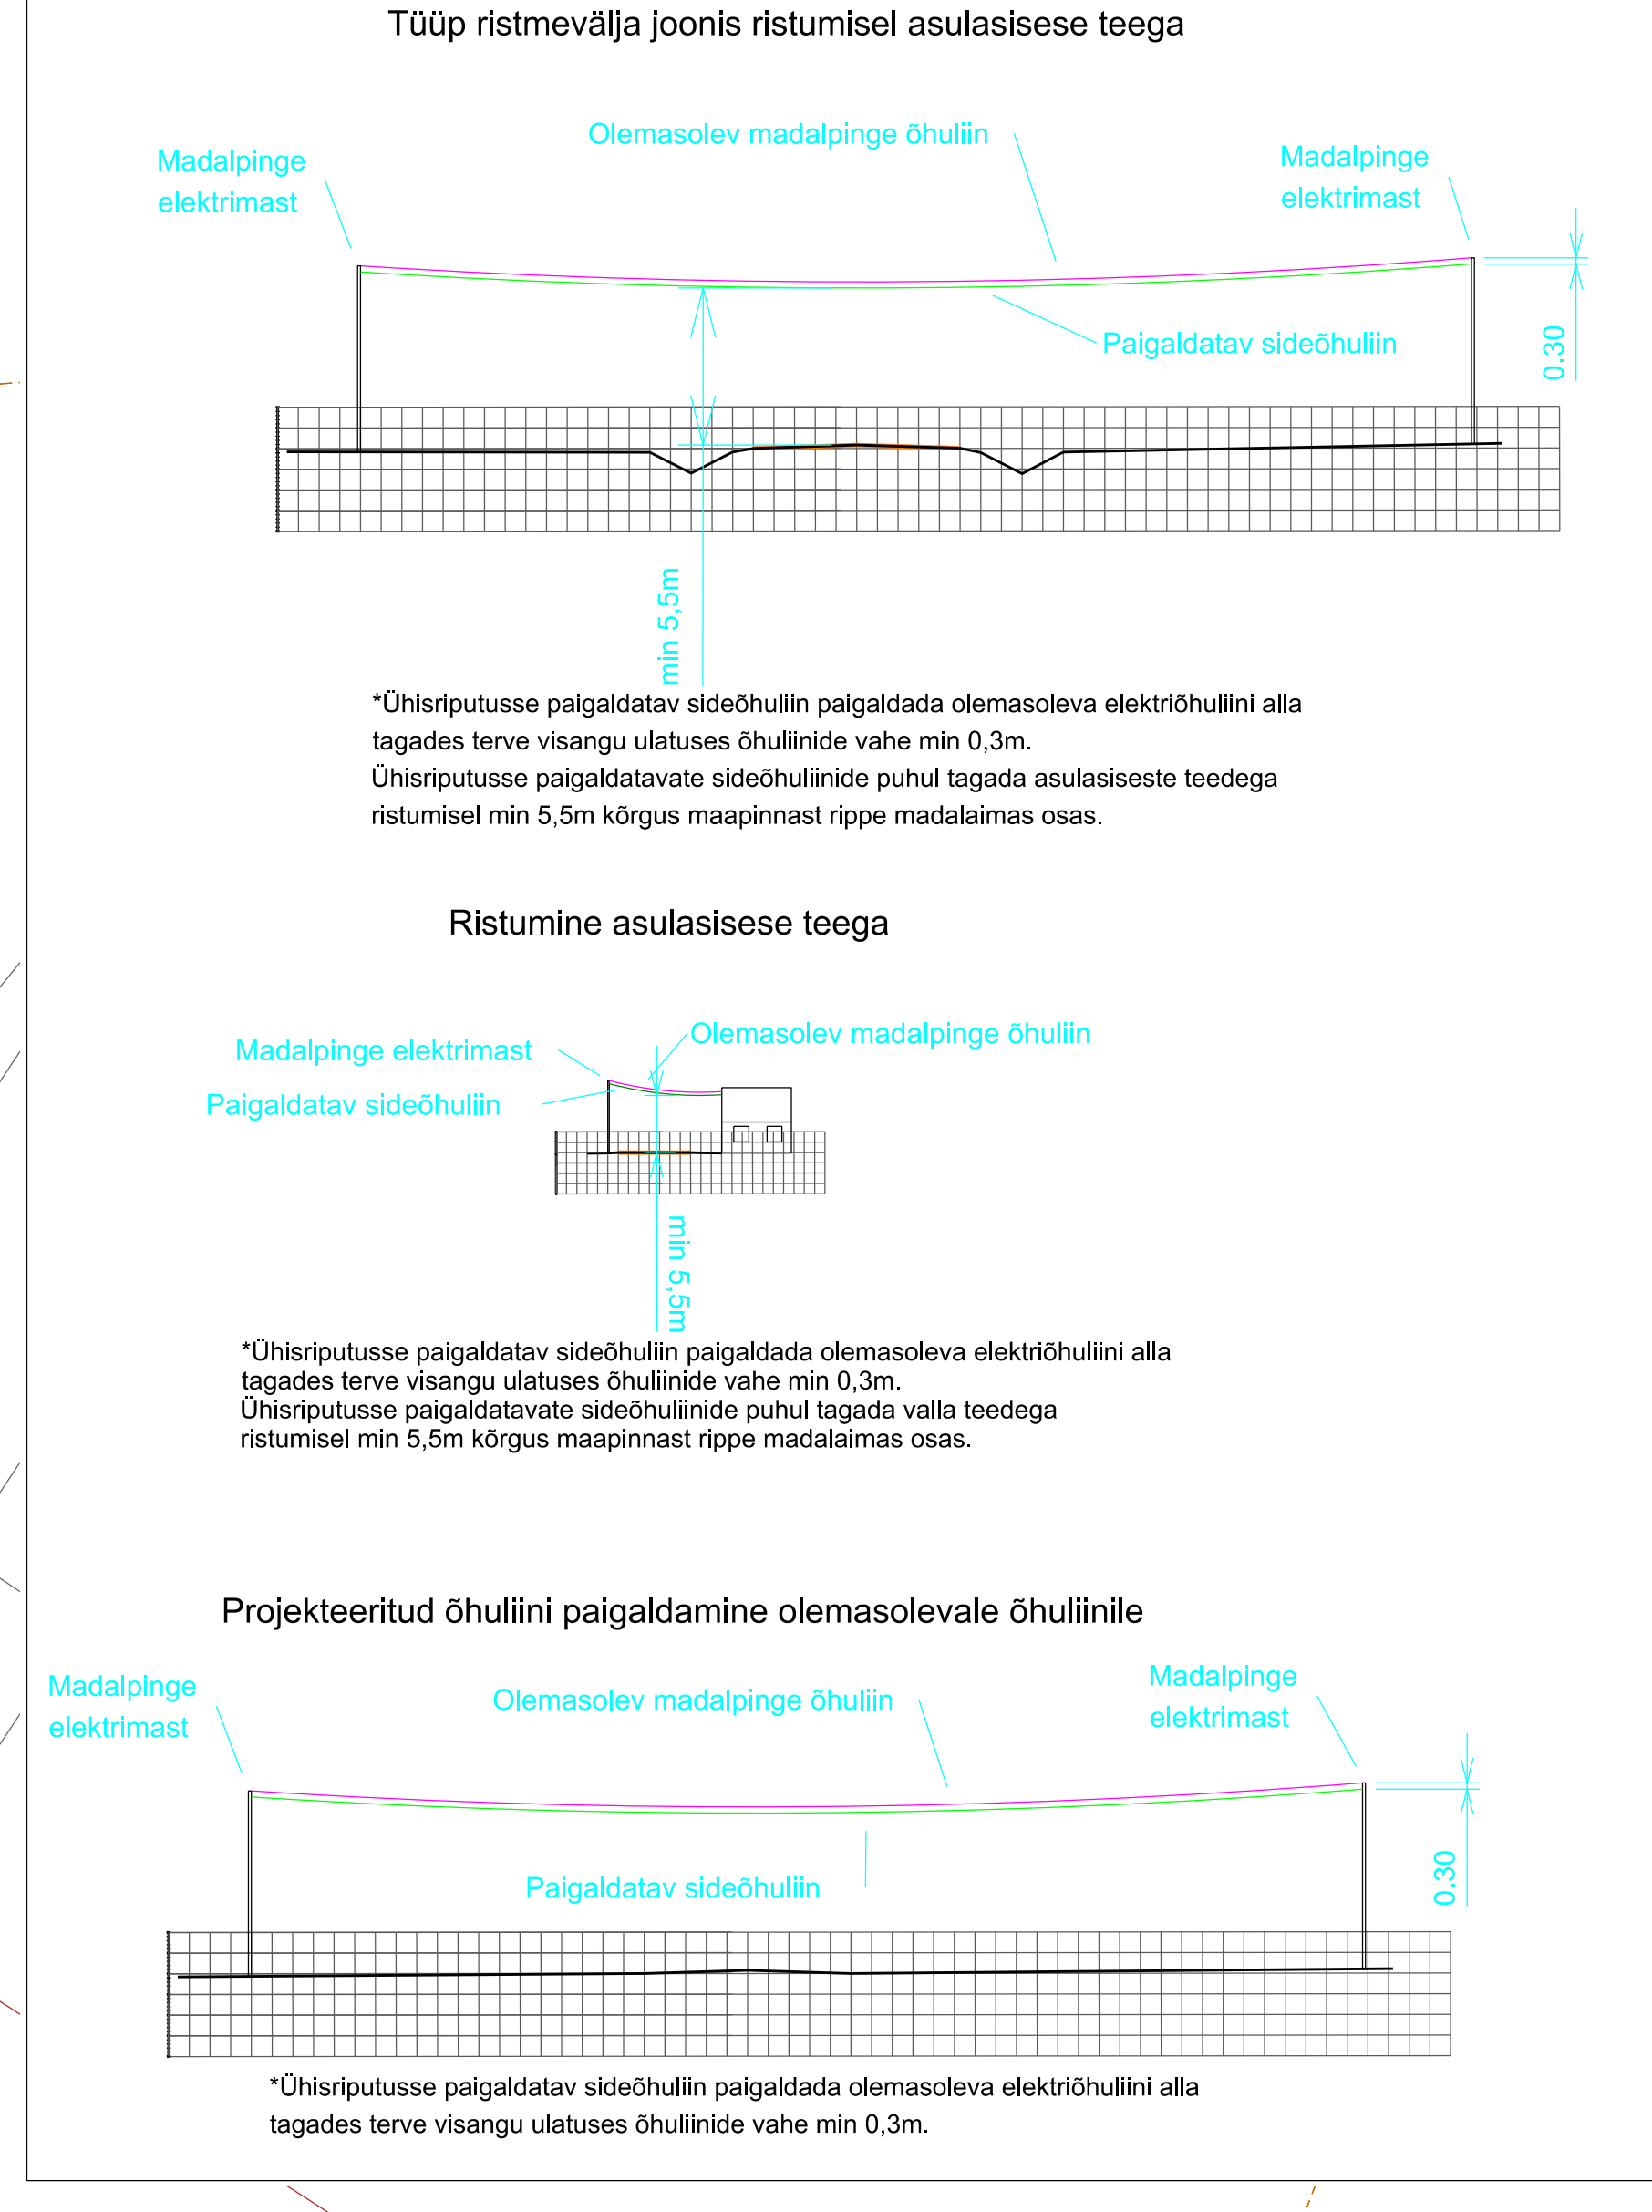 Tüüp ristmevälja joonis ristumisel asulasisese teega
Olemasolev madalpinge õhuliin
Madalpinge
elektrimast
Madalpinge
elektrimast
Paigaldatav sideõhuliin
0.30
min 5,5m
*Ühisriputusse paigaldatav sideõhuliin paigaldada olemasoleva elektriõhuliini alla
tagades terve visangu ulatuses õhuliinide vahe min 0,3m.
Ühisriputusse paigaldatavate sideõhuliinide puhul tagada asulasiseste teedega
ristumisel min 5,5m kõrgus maapinnast rippe madalaimas osas.
Ristumine asulasisese teega
Olemasolev madalpinge õhuliin
Madalpinge elektrimast
Paigaldatav sideõhuliin
min 5,5m
*Ühisriputusse paigaldatav sideõhuliin paigaldada olemasoleva elektriõhuliini alla
tagades terve visangu ulatuses õhuliinide vahe min 0,3m.
Ühisriputusse paigaldatavate sideõhuliinide puhul tagada valla teedega
ristumisel min 5,5m kõrgus maapinnast rippe madalaimas osas.
Projekteeritud õhuliini paigaldamine olemasolevale õhuliinile
Madalpinge
elektrimast
Olemasolev madalpinge õhuliin
Madalpinge
elektrimast
Paigaldatav sideõhuliin
0.30
*Ühisriputusse paigaldatav sideõhuliin paigaldada olemasoleva elektriõhuliini alla
tagades terve visangu ulatuses õhuliinide vahe min 0,3m.